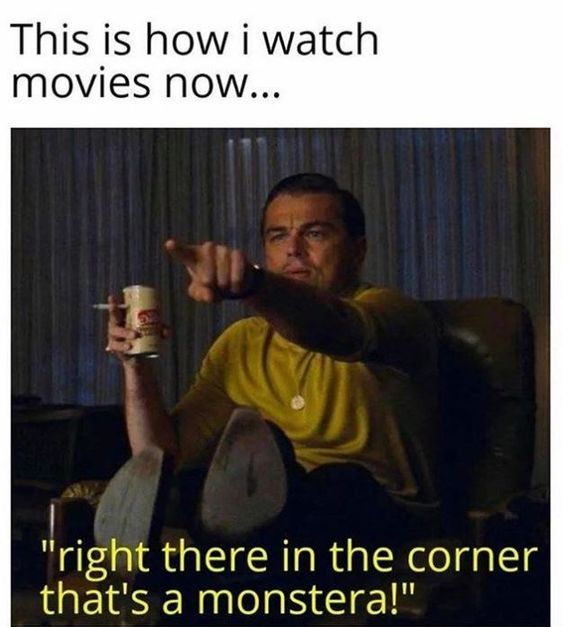 This is how i watch
movies now...
"right there in the corner
that's a monstera!"